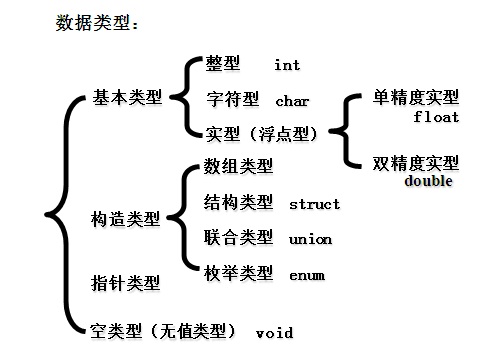 数据类型：
整型 int
基本类型 字符型 char 单精度实型
float
实型（浮点型）
双精度实型
double
数组类型
结构类型 struct
构造类型
联合类型 union
枚举类型 enum
指针类型
空类型（无值类型） void